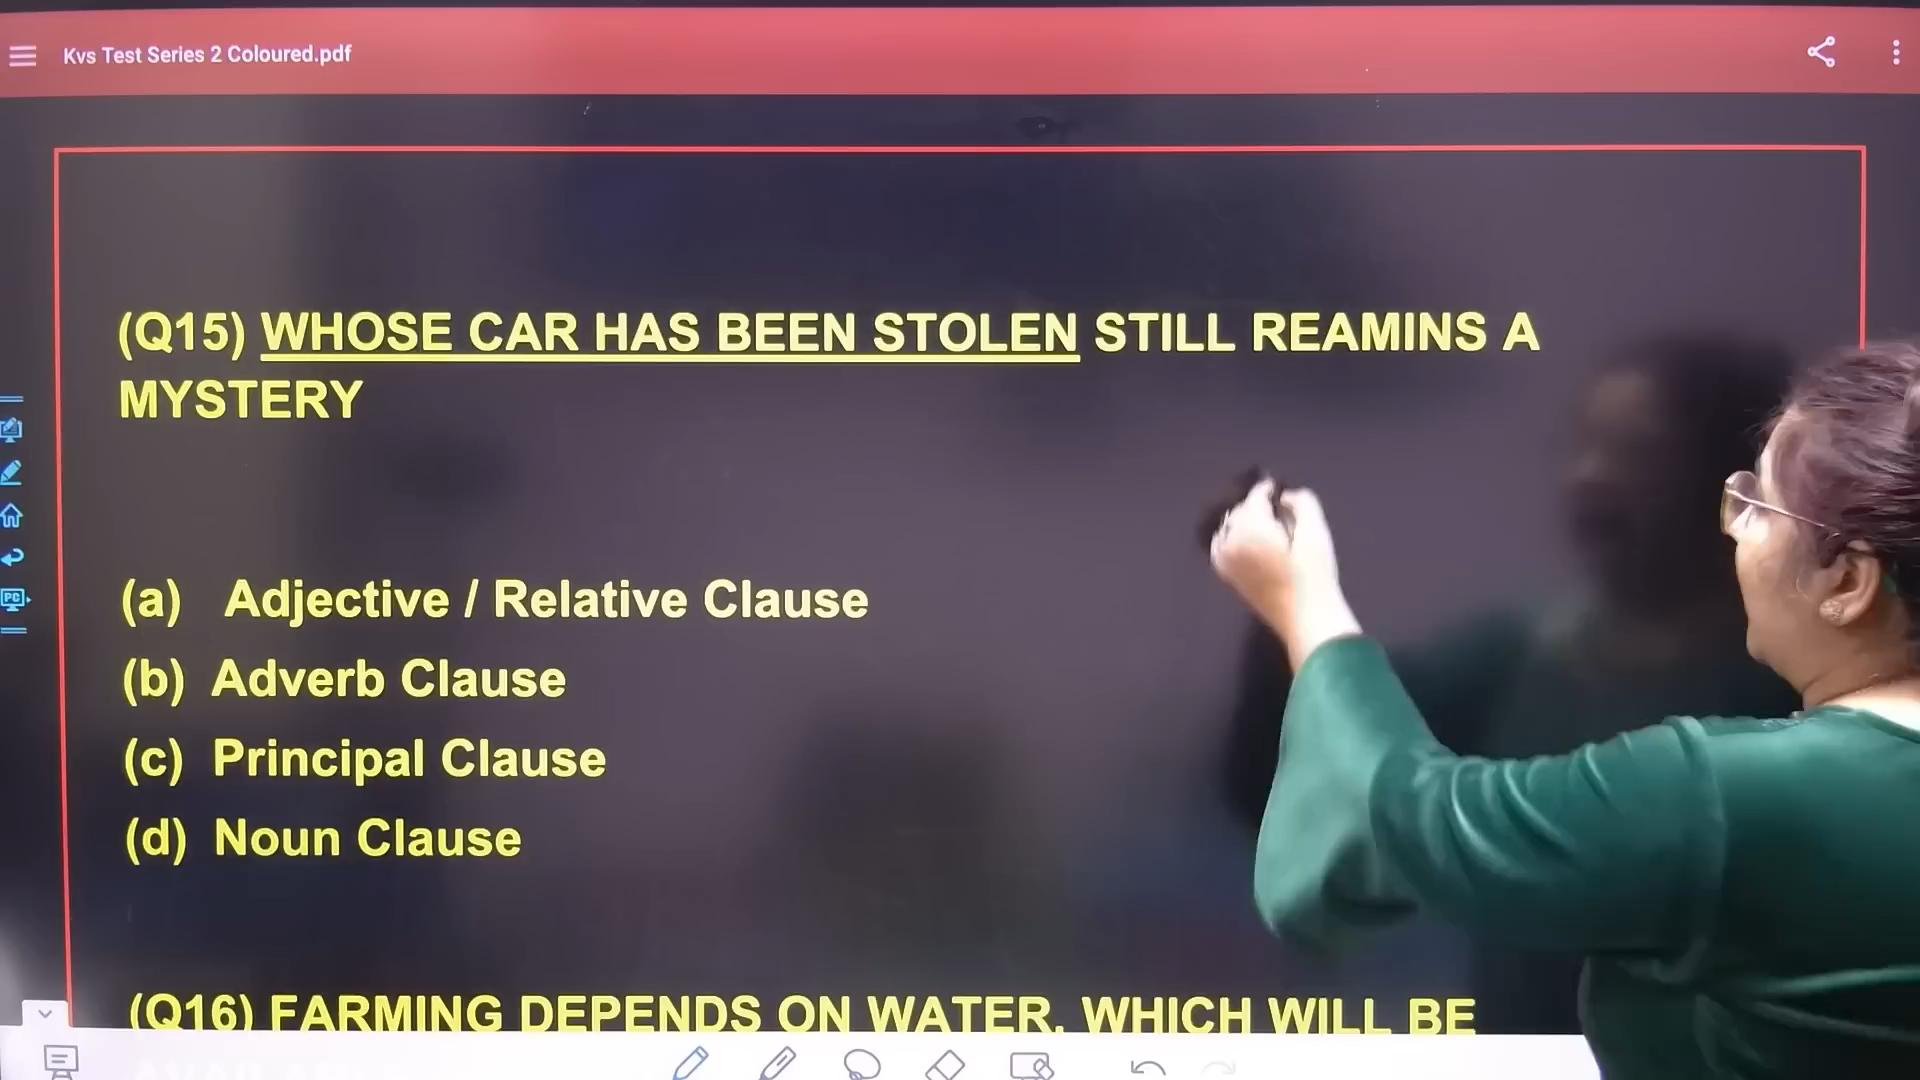 Kvs Test Series 2 Coloured.pdf
(Q15) WHOSE CAR HAS BEEN STOLEN STILL REAMINS A
MYSTERY
(a) Adjective / Relative Clause
(b) Adverb Clause
(c) Principal Clause
(d) Noun Clause
(Q16) FARMING DEPENDS ON WATER, WHICH WILL BE
PC